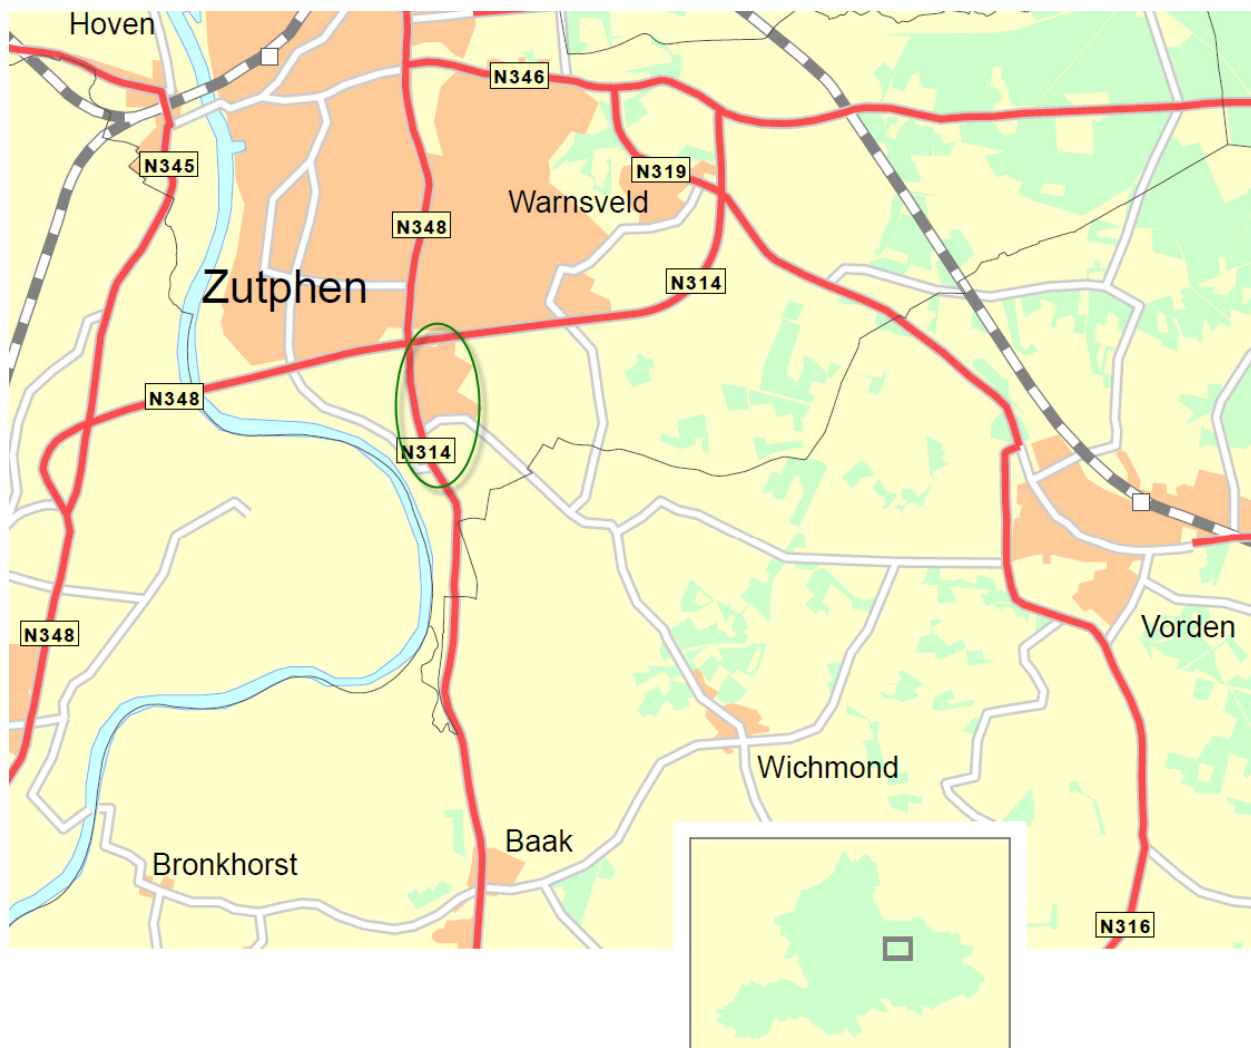 Hoven
N346
N345
N319
Warnsveld
N348
Zutphen
N314
N348
N314
N348
Vorden
Wichmond
Baak
Bronkhorst
N316